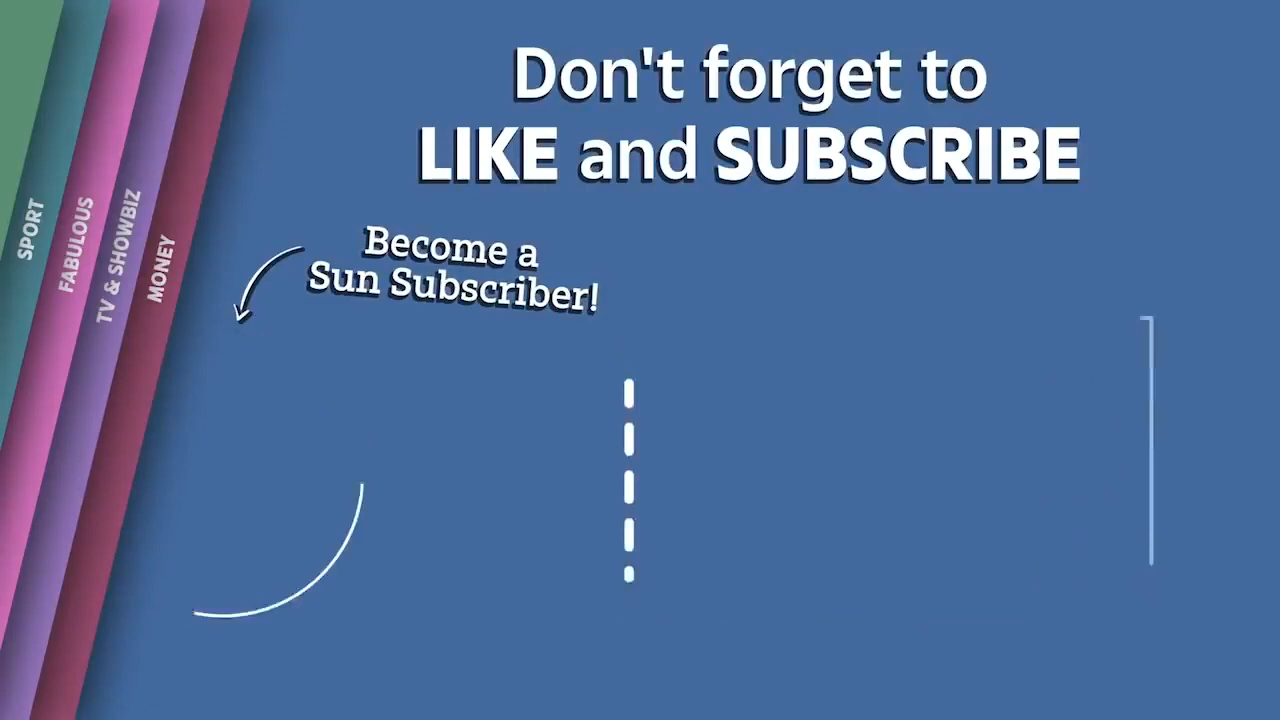 Don't forget to
LIKE and SUBSCRIBE
Become a
Sun Subscriber!
SPORT
FABULOUS
TV & SHOWBIZ
MONEY